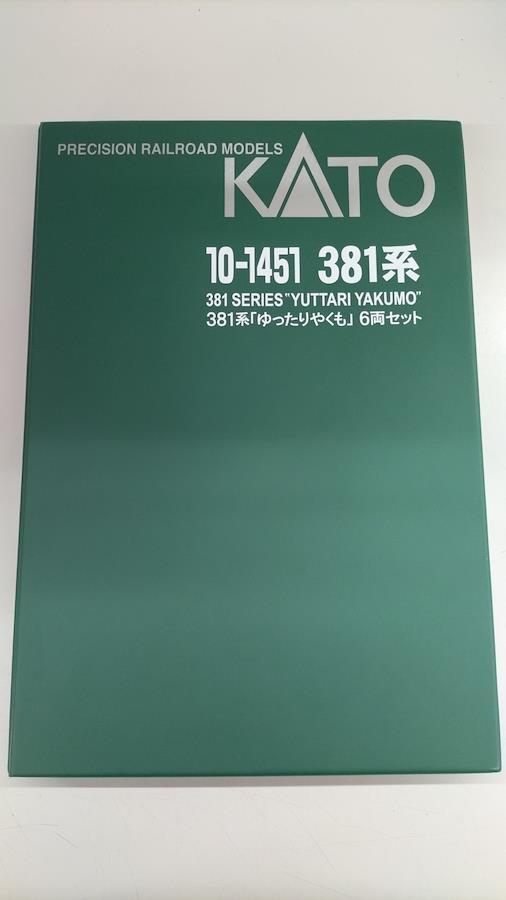 PRECISION RAILROAD MODELS
KATO
10-1451 381系
381 SERIES "YUTTARI YAKUMO"
381系「ゆったりやくも」 6両セット